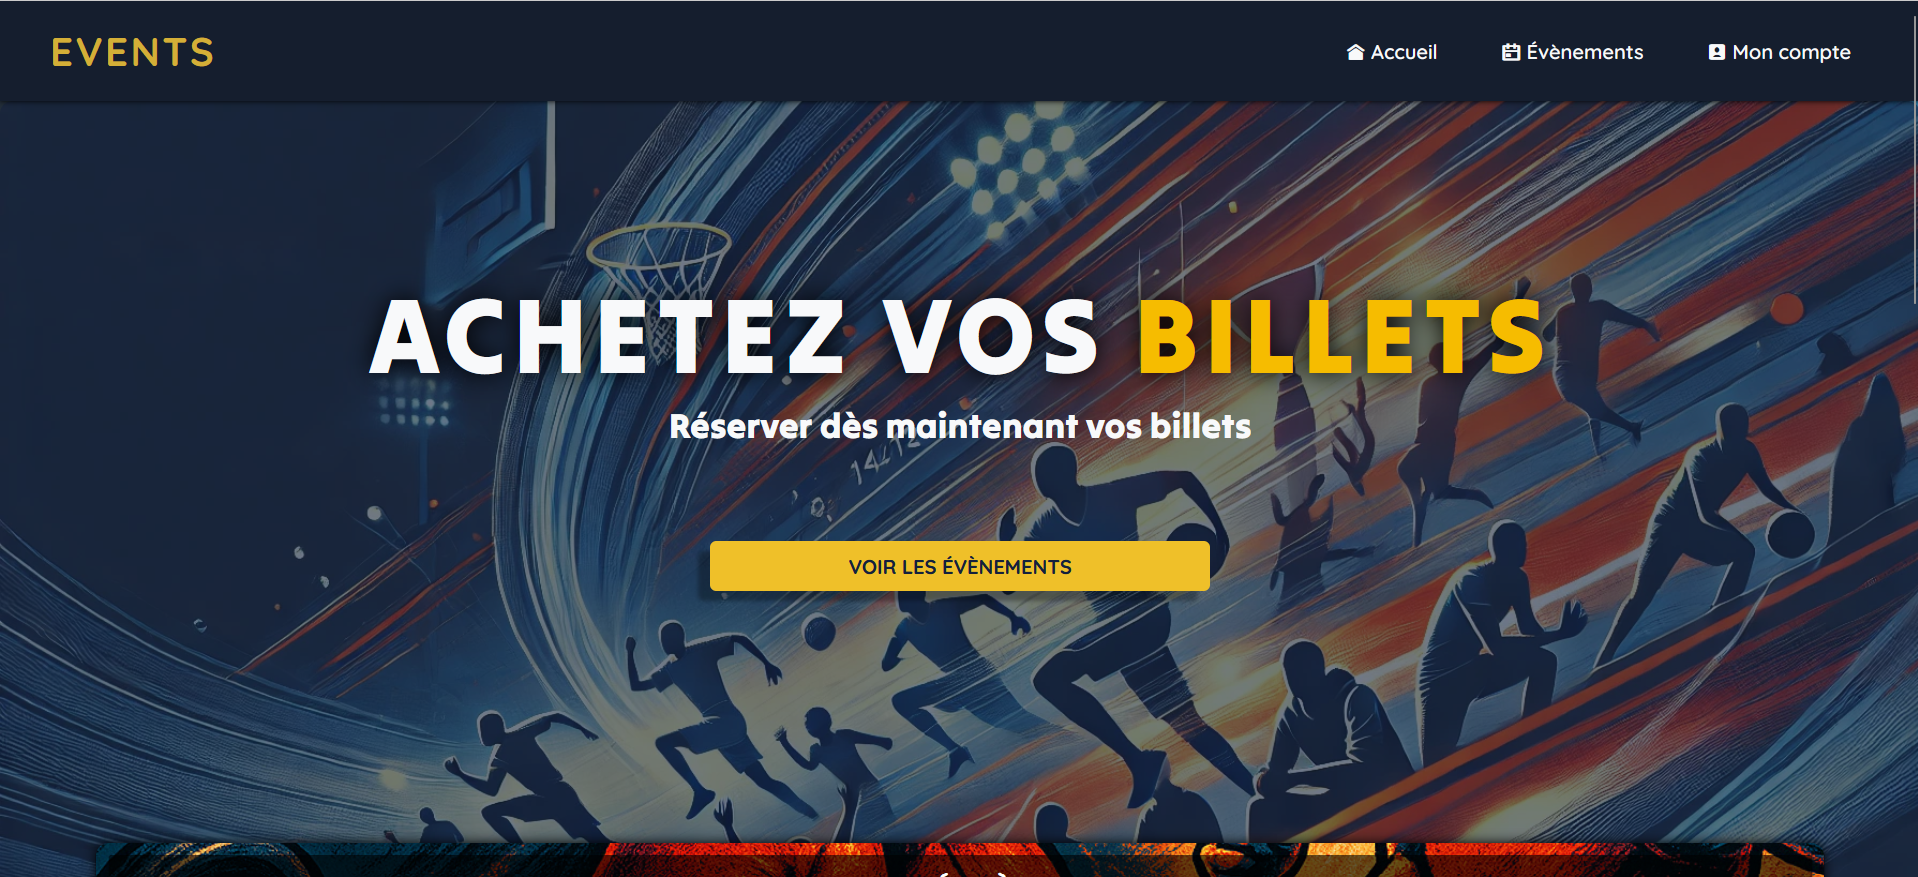 EVENTS
Accueil
Évènements
Mon compte
ACHETEZ VOS BILLETS
Réserver dès maintenant vos billets
VOIR LES ÉVÈNEMENTS